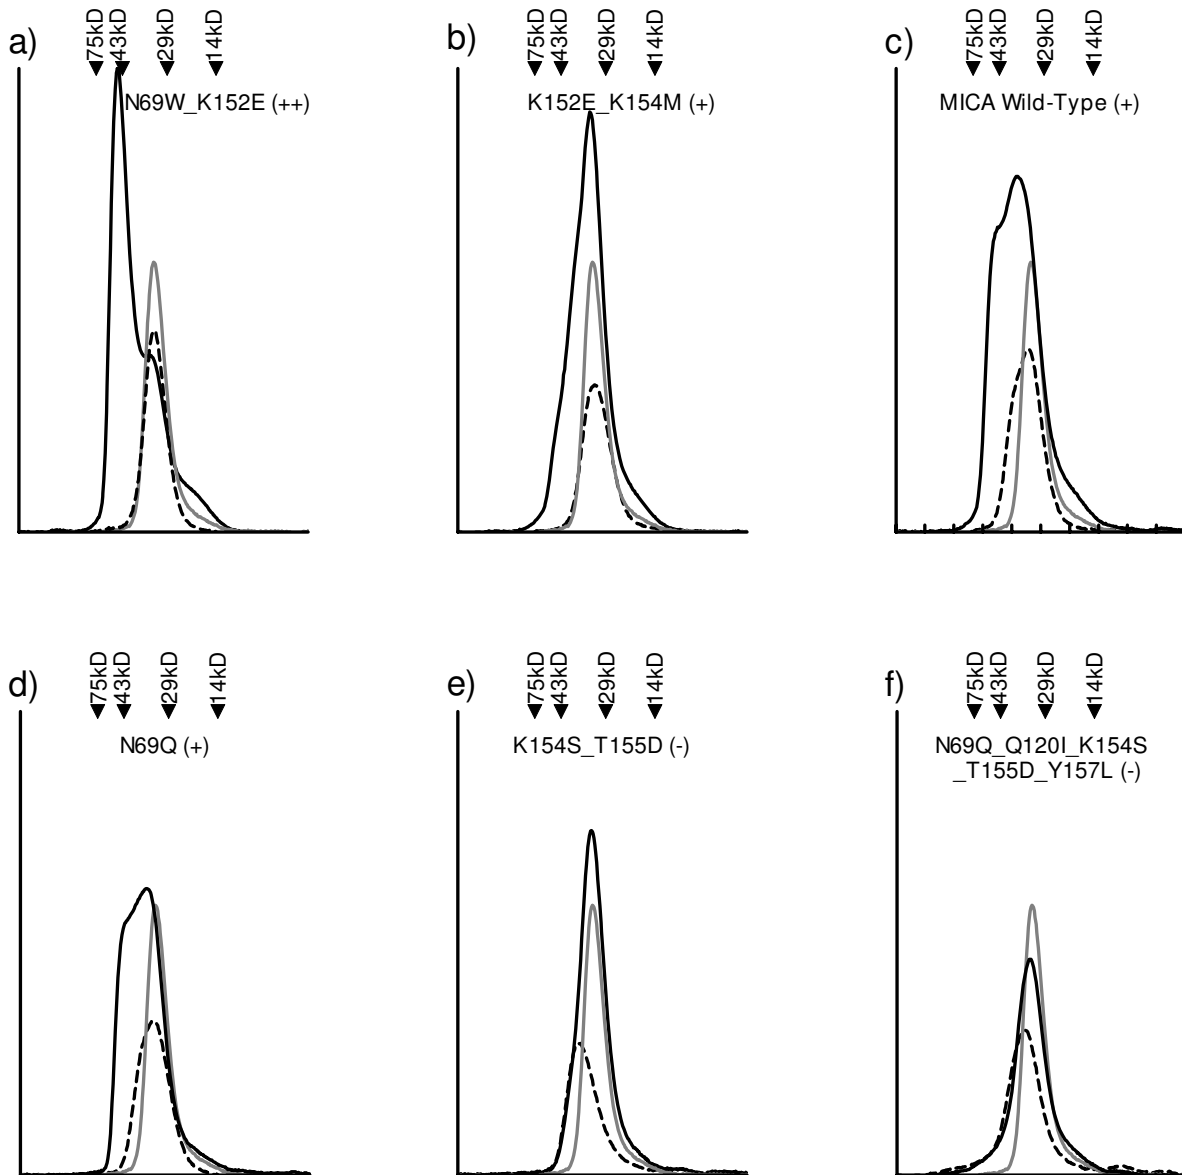 a)
75kD
43kD
29kD
14kD
N69W_K152E (++)
b)
75kD
43kD
29kD
14kD
K152E_K154M (+)
c)
75kD
43kD
29kD
14kD
MICA Wild-Type (+)
d)
75kD
43kD
29kD
14kD
N69Q (+)
e)
75kD
43kD
29kD
14kD
K154S_T155D (-)
f)
75kD
43kD
29kD
14kD
N69Q_Q120I_K154S
_T155D_Y157L (-)